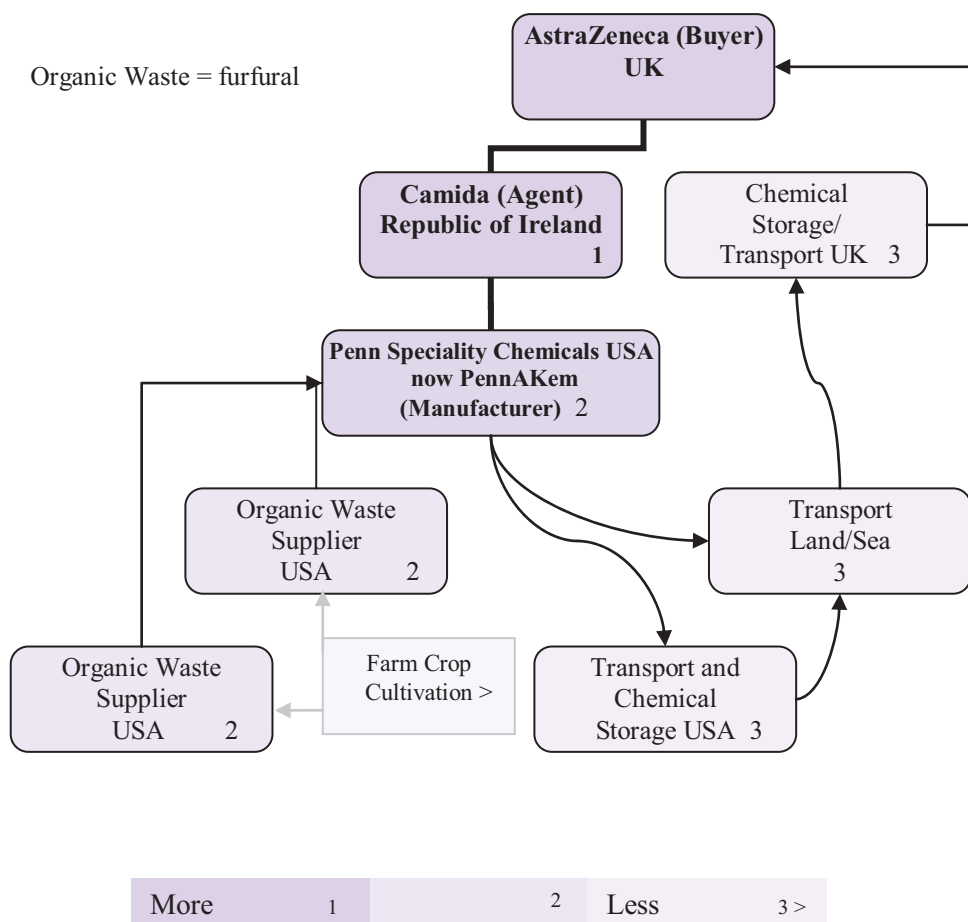 AstraZeneca (Buyer)
UK
Organic Waste = furfural
Camida (Agent)
Republic of Ireland
1
Chemical
Storage/
Transport UK 3
Penn Speciality Chemicals USA
now PennAKem
(Manufacturer) 2
Organic Waste
Supplier
USA 2
Transport
Land/Sea
3
Organic Waste
Supplier
USA 2
Farm Crop
Cultivation >
Transport and
Chemical
Storage USA 3
More 1 2 Less 3 >